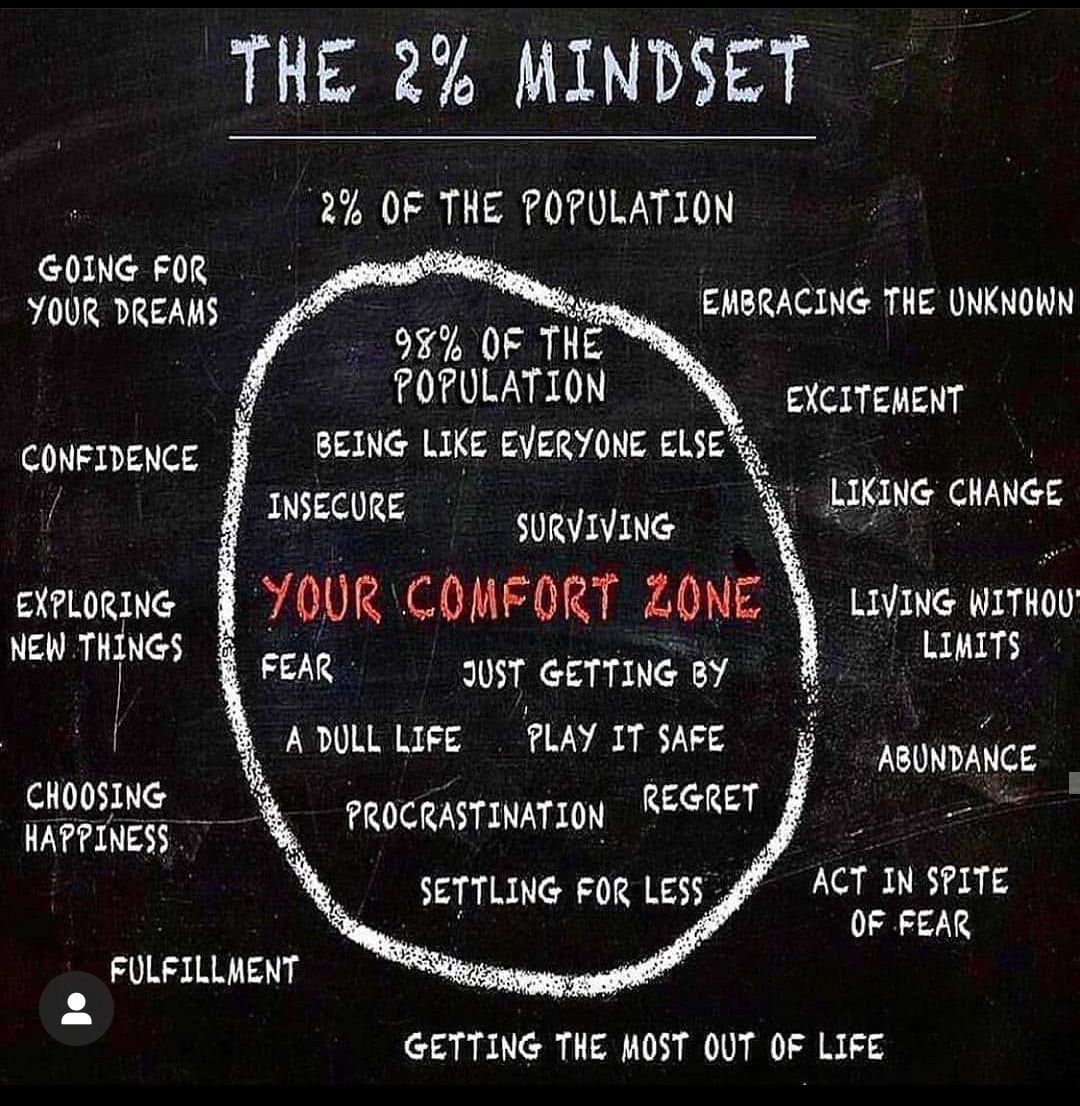 THE 2% MINDSET
2% OF THE POPULATION
GOING FOR
YOUR DREAMS
EMBRACING THE UNKNOWN
98% OF THE
POPULATION
EXCITEMENT
BEING LIKE EVERYONE ELSE
CONFIDENCE
LIKING CHANGE
INSECURE
SURVIVING
YOUR COMFORT ZONE
EXPLORING
NEW THINGS
LIVING WITHOUT
LIMITS
FEAR
JUST GETTING BY
A DULL LIFE
PLAY IT SAFE
ABUNDANCE
CHOOSING
HAPPINESS
PROCRASTINATION
REGRET
SETTLING FOR LESS
ACT IN SPITE
OF FEAR
FULFILLMENT
GETTING THE MOST OUT OF LIFE